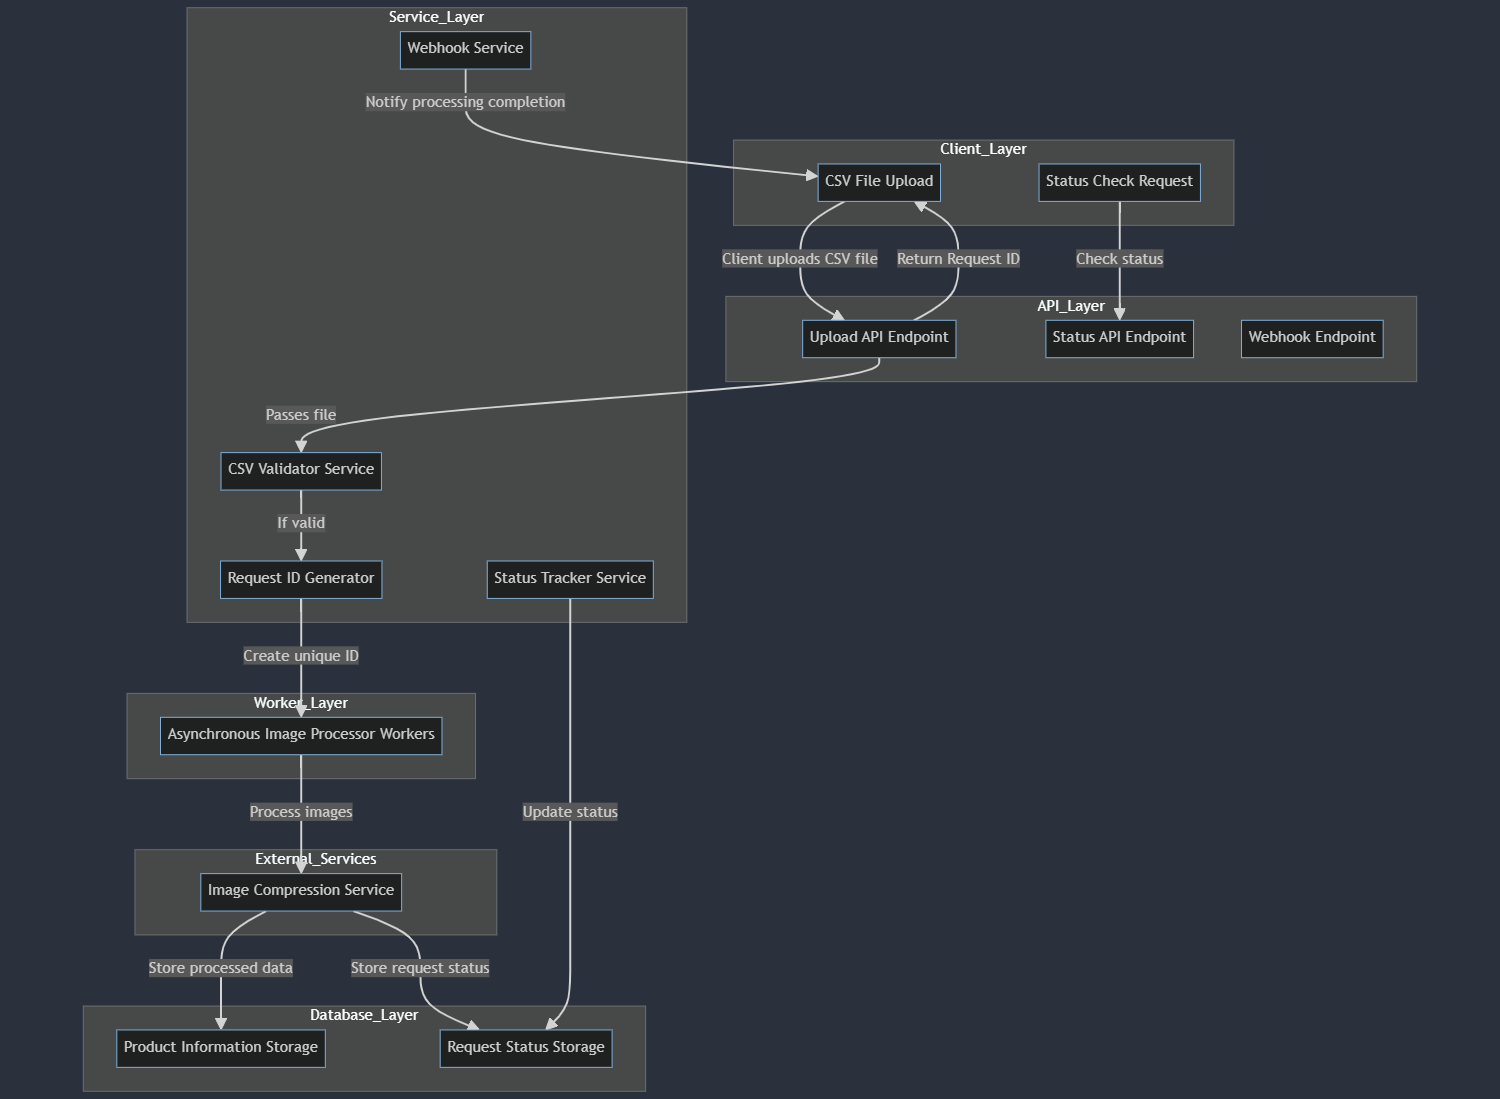 Service_Layer
Webhook Service
Notify processing completion
Client_Layer
CSV File Upload
Status Check Request
Client uploads CSV file
Return Request ID
Check status
API_Layer
Upload API Endpoint
Status API Endpoint
Webhook Endpoint
Passes file
CSV Validator Service
If valid
Request ID Generator
Status Tracker Service
Create unique ID
Worker_Layer
Asynchronous Image Processor Workers
Process images
Update status
External_Services
Image Compression Service
Store processed data
Store request status
Database_Layer
Product Information Storage
Request Status Storage